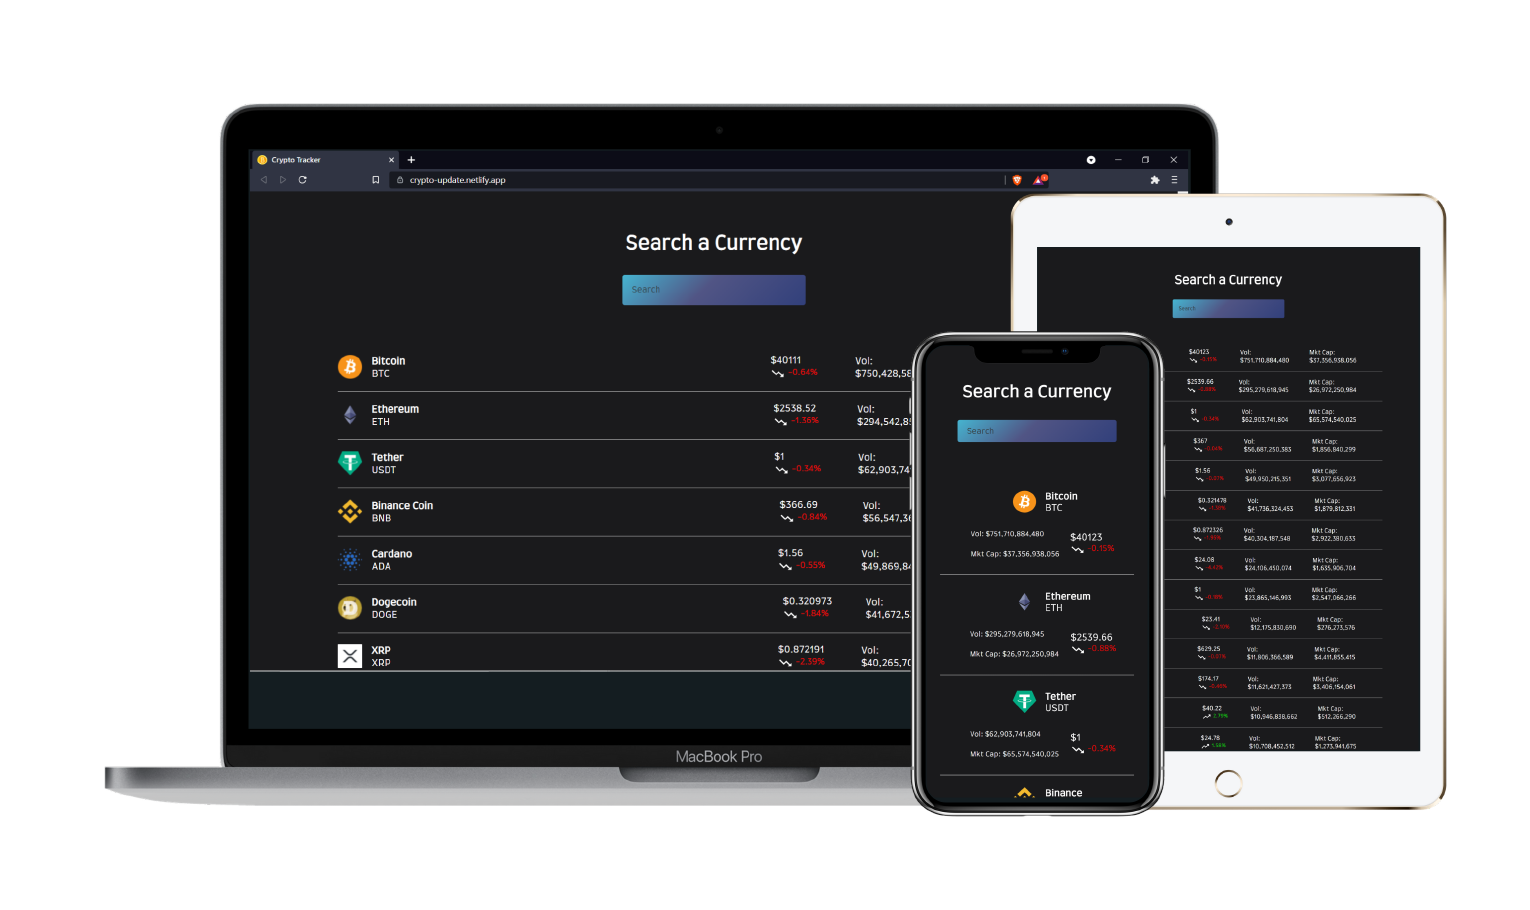 Crypto Tracker
crypto-update.netlify.app
Search a Currency
Search
Bitcoin
BTC
$40111
-0.64%
Vol:
$750,428,58
Ethereum
ETH
$2538.52
-1.36%
Vol:
$294,542,8
Tether
USDT
$1
-0.34%
Vol:
$62,903,74
Binance Coin
BNB
$366.69
-0.84%
Vol:
$56,547,36
Cardano
ADA
$1.56
-0.55%
Vol:
$49,869,84
Dogecoin
DOGE
$0.320973
-1.84%
Vol:
$41,672,5
XRP
XRP
$0.872191
-2.39%
Vol:
$40,265,70
MacBook Pro
Search a Currency
Search
Bitcoin
BTC
Vol: $751,710,884,480
$40123
-0.15%
Mkt Cap: $37,356,938,056
Ethereum
ETH
Vol: $295,279,618,945
$2539.66
-0.88%
Mkt Cap: $26,972,250,984
Tether
USDT
Vol: $62,903,741,804
$1
-0.34%
Mkt Cap: $65,574,540,025
Binance
Search a Currency
Search
$40123
-0.15%
Vol:
$751,710,884,480
Mkt Cap:
$37,356,938,056
$2539.66
-0.88%
Vol:
$295,279,618,945
Mkt Cap:
$26,972,250,984
$1
-0.34%
Vol:
$62,903,741,804
Mkt Cap:
$65,574,540,025
$367
Vol:
$56,687,250,383
Mkt Cap:
$1,856,840,299
$1.56
Vol:
$49,950,215,351
Mkt Cap:
$3,077,656,923
$0.321478
Vol:
$41,736,324,453
Mkt Cap:
$1,879,812,331
$0.872326
Vol:
$40,304,187,548
Mkt Cap:
$2,922,380,633
$24.08
Vol:
$24,106,450,074
Mkt Cap:
$1,635,906,704
$1
Vol:
$23,865,146,993
Mkt Cap:
$2,547,066,266
$23.41
Vol:
$12,175,830,690
Mkt Cap:
$276,273,576
$629.25
Vol:
$11,806,366,589
Mkt Cap:
$4,411,855,415
$174.17
Vol:
$11,621,427,373
Mkt Cap:
$3,406,154,061
$40.22
Vol:
$10,946,838,662
Mkt Cap:
$512,266,290
$24.78
Vol:
$10,708,452,512
Mkt Cap:
$1,273,941,675